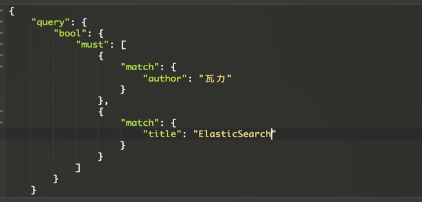 {
    "query": {
        "bool": {
            "must": [
                {
                    "match": {
                        "author": "瓦力"
                    }
                },
                {
                    "match": {
                        "title": "ElasticSearch"
                    }
                }
            ]
        }
    }